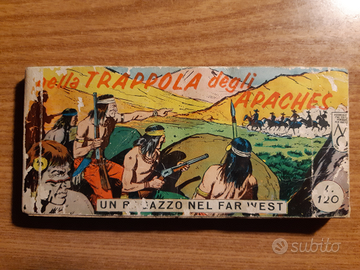 nella TRAPPOLA degli
APACHES
UN RAGAZZO NEL FAR WEST
L. 120
subito